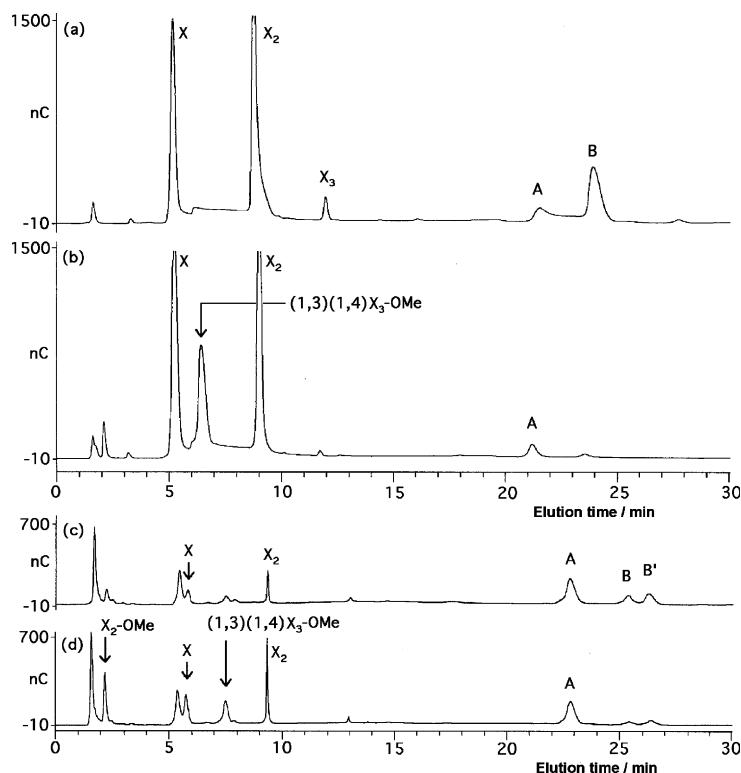 1500
(a)
X
X₂
nC
B
X₃
A
-10
1500
(b)
X
X₂
(1,3)(1,4)X₃-OMe
nC
A
-10
0 5 10 15 20 25 30
Elution time / min
700
(c)
X
X₂
nC
A
B B'
-10
700
(d)
X₂-OMe
(1,3)(1,4)X₃-OMe
X
X₂
nC
A
-10
0 5 10 15 20 25 30
Elution time / min